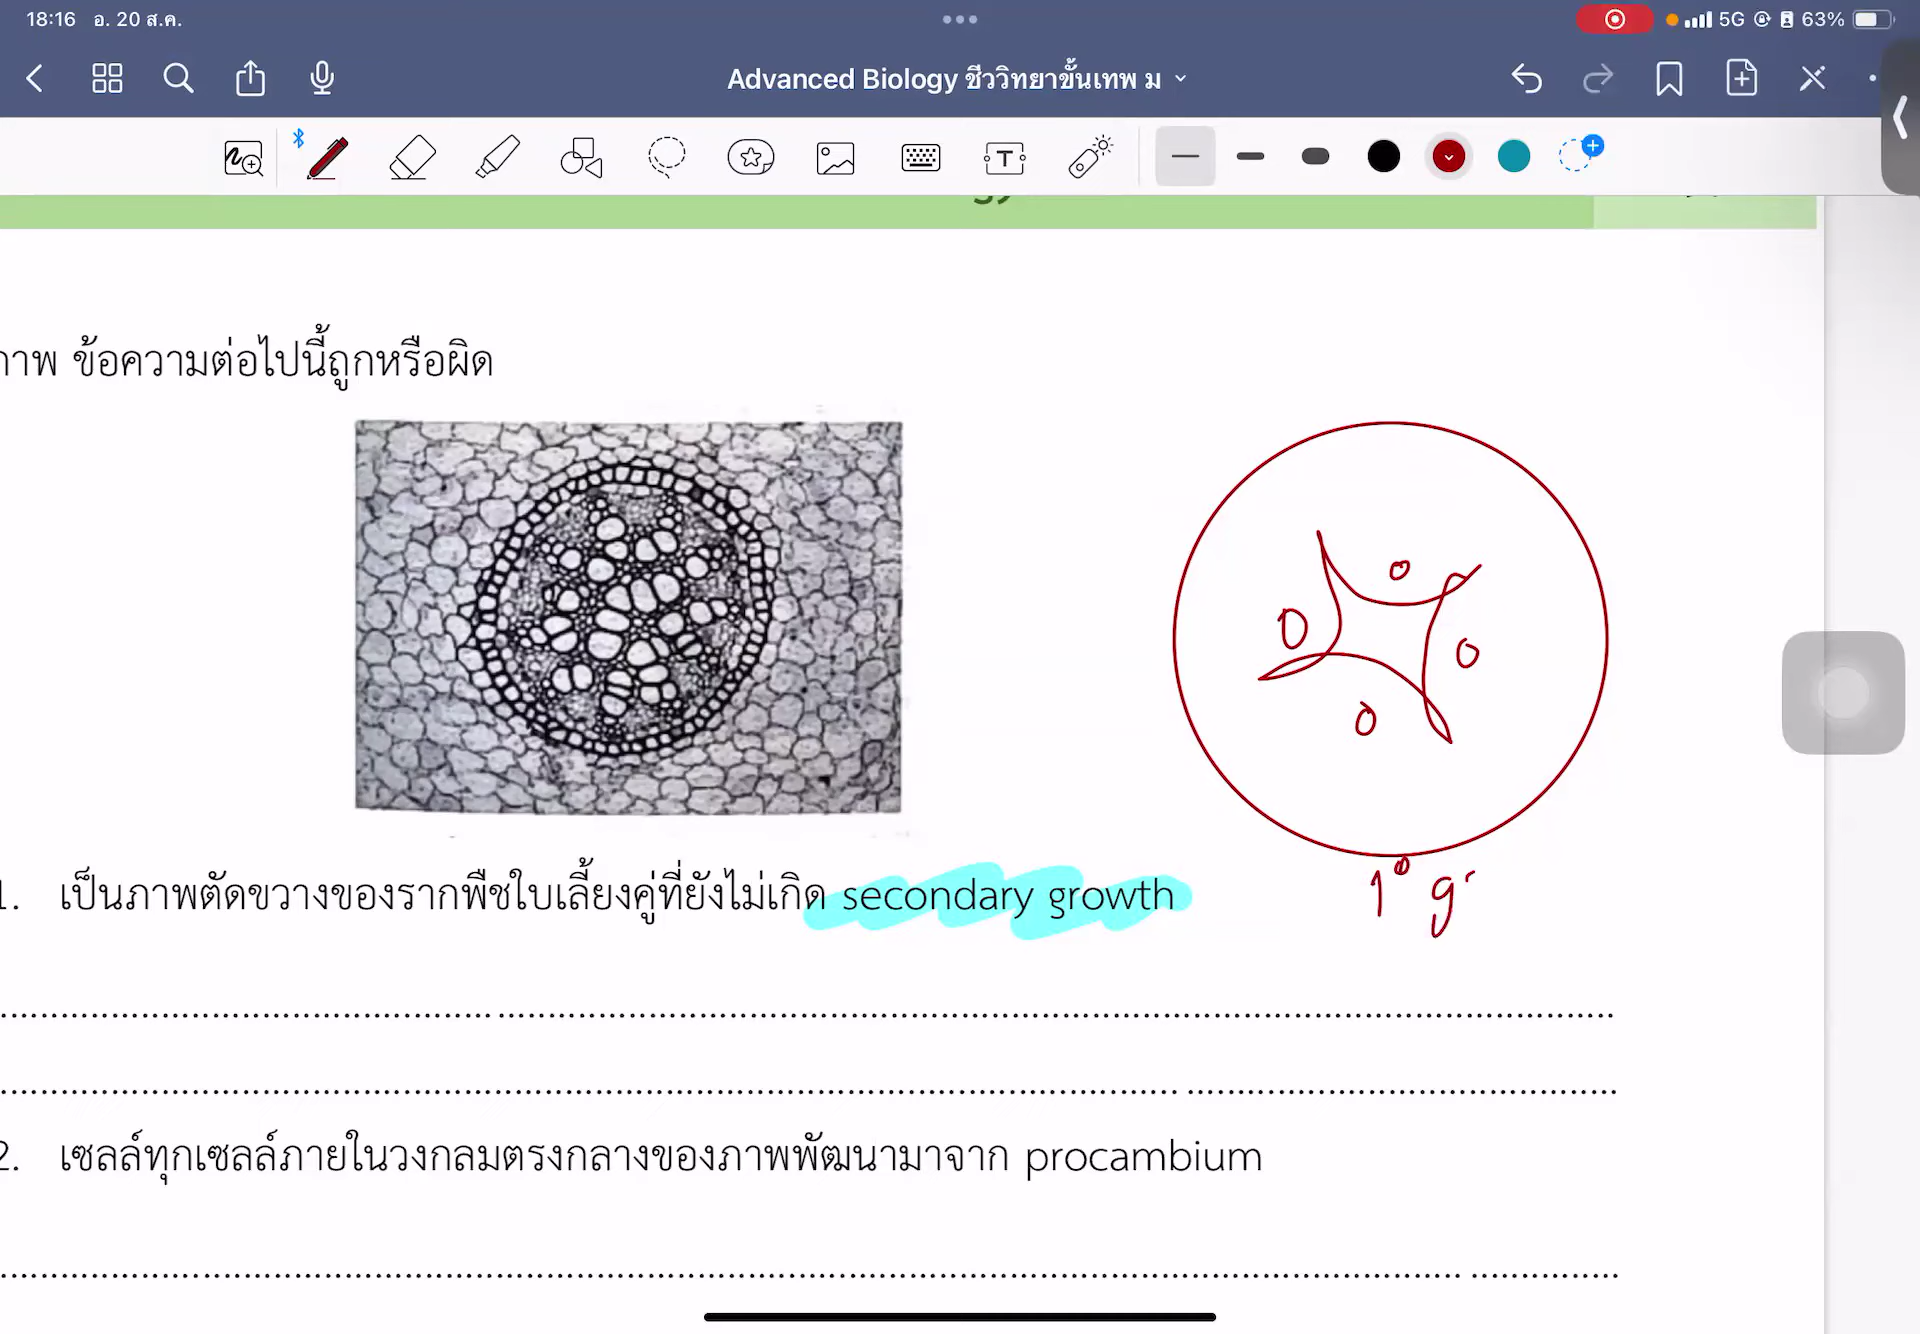 18:16 อ. 20 ส.ค.
5G 63%
Advanced Biology ชีววิทยาขั้นเทพ ม
T
ภาพ ข้อความต่อไปนี้ถูกหรือผิด
1. เป็นภาพตัดขวางของรากพืชใบเลี้ยงคู่ที่ยังไม่เกิด secondary growth
1° g
2. เซลล์ทุกเซลล์ภายในวงกลมตรงกลางของภาพพัฒนามาจาก procambium